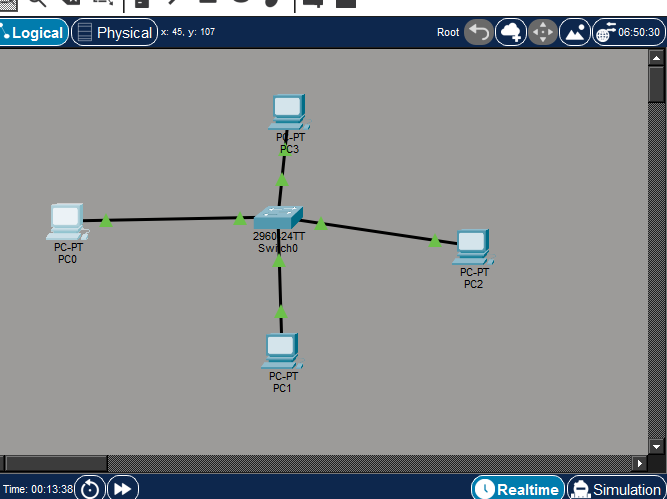 Logical
Physical
x: 45, y: 107
Root
06:50:30
PC-PT
PC3
2960-24TT
Switch0
PC-PT
PC0
PC-PT
PC2
PC-PT
PC1
Time: 00:13:38
Realtime
Simulation